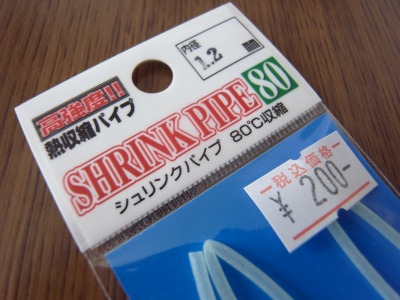 高強度!!
内径
1.2 mm
熱収縮パイプ
SHRINK PIPE 80
シュリンクパイプ 80℃収縮
税込価格
¥200-